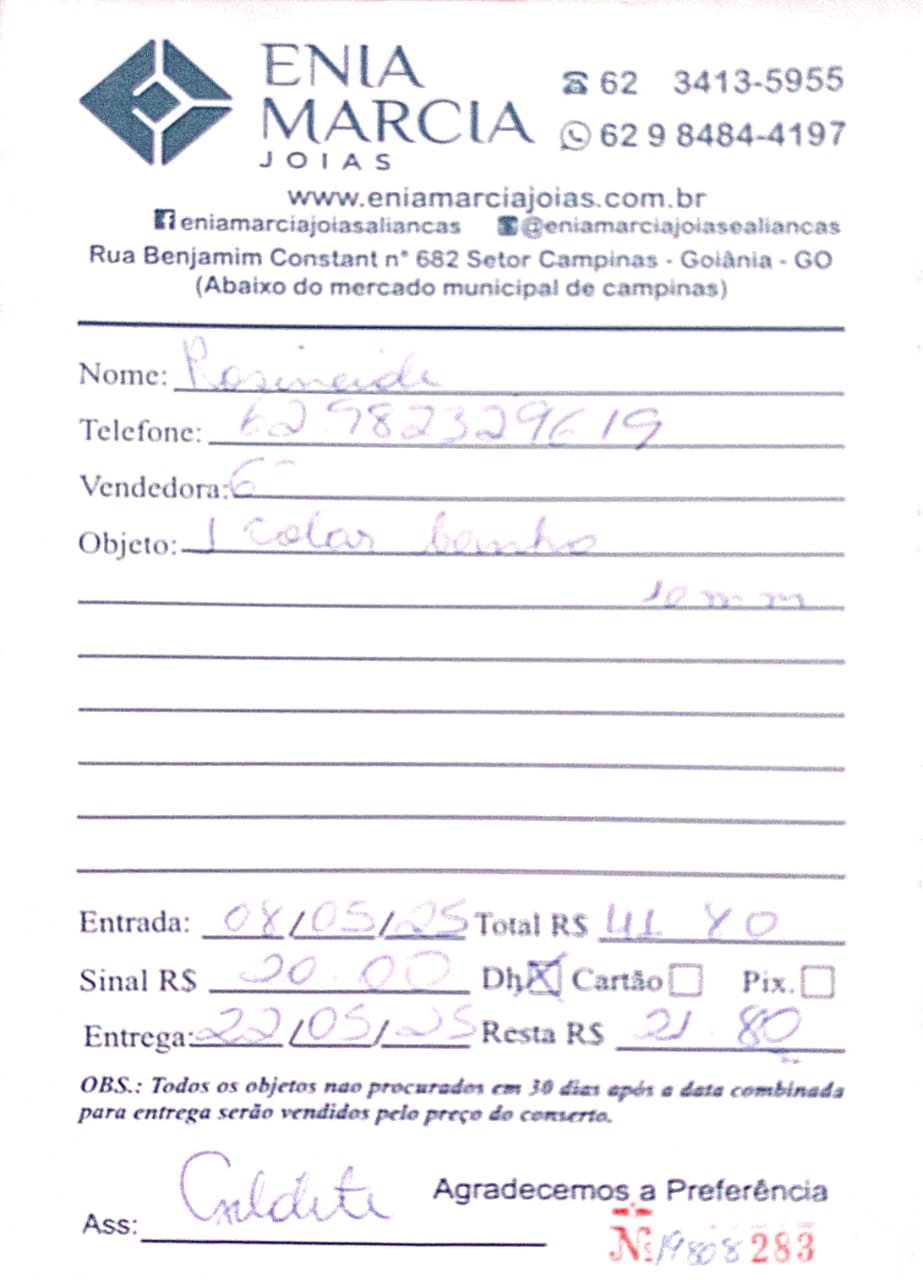 ENIA
MARCIA
JOIAS
62 3413-5955
62 9 8484-4197
www.eniamarciajoias.com.br
eniamarciajoiasaliancas @eniamarciajoiasealiancas
Rua Benjamim Constant n° 682 Setor Campinas - Goiânia - GO
(Abaixo do mercado municipal de campinas)
Nome: Rosineide
Telefone: 62 982329619
Vendedora:
Objeto: 1 colar banho
10 mm
Entrada: 08/05/25 Total R$ 41.80
Sinal R$ 20.00 Dh. X Cartão Pix.
Entrega: 22/05/25 Resta R$ 21.80
OBS.: Todos os objetos nao procurados em 30 dias após a data combinada
para entrega serão vendidos pelo preço do conserto.
Agradecemos a Preferência
Ass:
Nº 19808 283